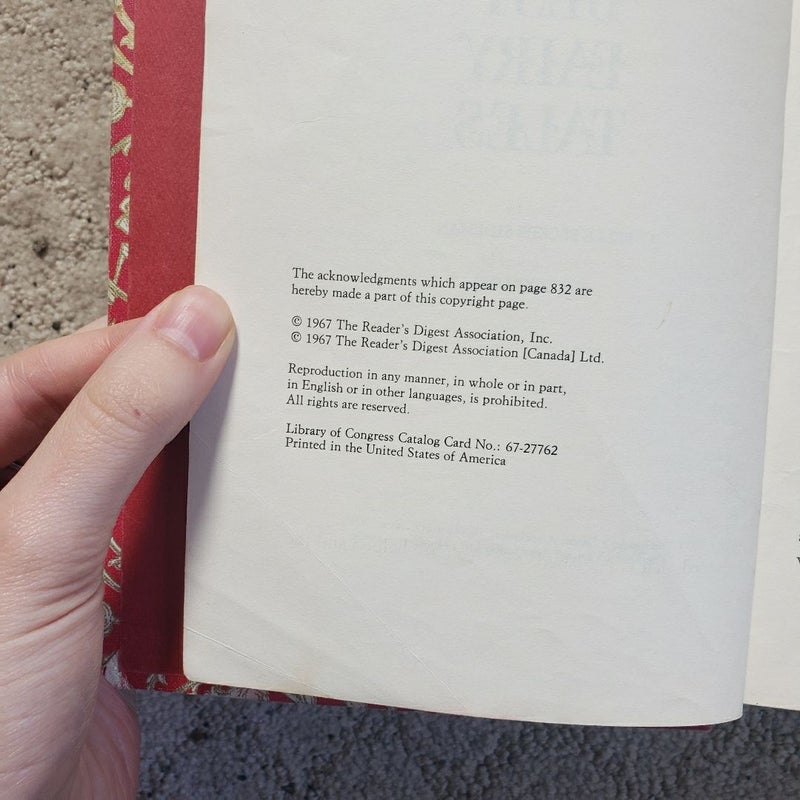 The acknowledgments which appear on page 832 are
hereby made a part of this copyright page.
© 1967 The Reader's Digest Association, Inc.
© 1967 The Reader's Digest Association [Canada] Ltd.
Reproduction in any manner, in whole or in part,
in English or in other languages, is prohibited.
All rights are reserved.
Library of Congress Catalog Card No.: 67-27762
Printed in the United States of America